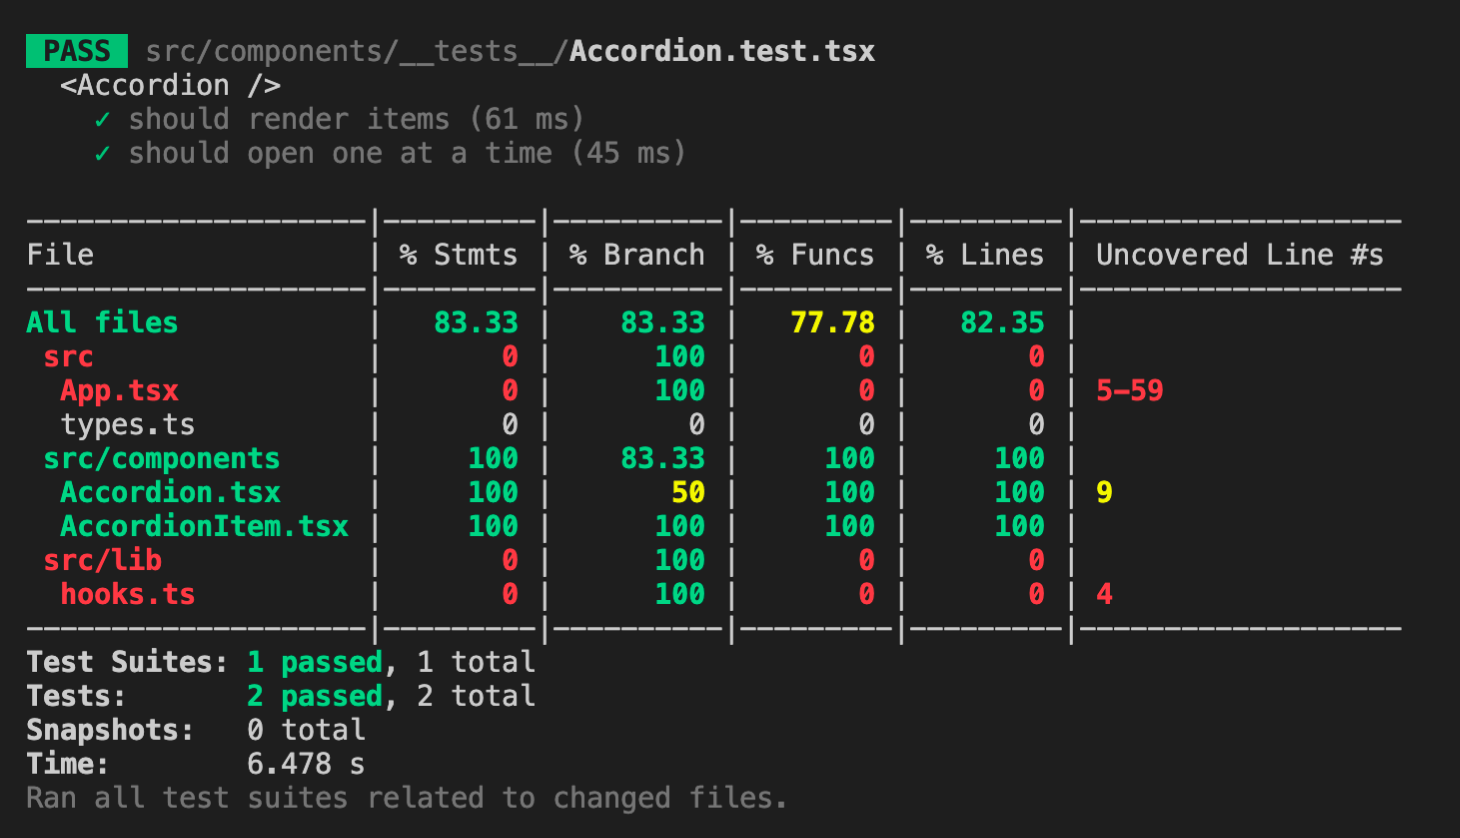 PASS src/components/__tests__/Accordion.test.tsx
<Accordion />
✓ should render items (61 ms)
✓ should open one at a time (45 ms)
File | % Stmts | % Branch | % Funcs | % Lines | Uncovered Line #s
All files | 83.33 | 83.33 | 77.78 | 82.35 |
src | 0 | 100 | 0 | 0 |
App.tsx | 0 | 100 | 0 | 0 | 5-59
types.ts | 0 | 0 | 0 | 0 |
src/components | 100 | 83.33 | 100 | 100 |
Accordion.tsx | 100 | 50 | 100 | 100 | 9
AccordionItem.tsx | 100 | 100 | 100 | 100 |
src/lib | 0 | 100 | 0 | 0 |
hooks.ts | 0 | 100 | 0 | 0 | 4
Test Suites: 1 passed, 1 total
Tests: 2 passed, 2 total
Snapshots: 0 total
Time: 6.478 s
Ran all test suites related to changed files.